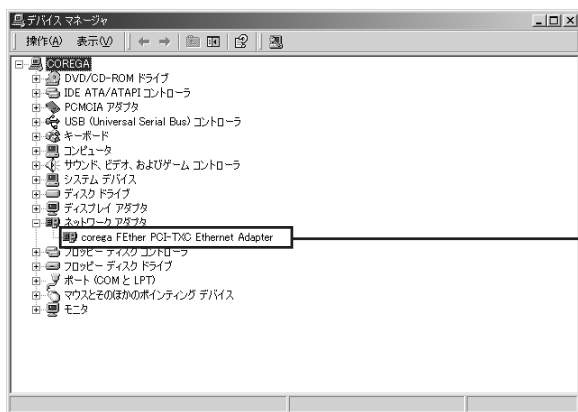 デバイス マネージャ
操作(A) 表示(V)
COREGA
DVD/CD-ROM ドライブ
IDE ATA/ATAPI コントローラ
PCMCIA アダプタ
USB (Universal Serial Bus) コントローラ
キーボード
コンピュータ
サウンド、ビデオ、およびゲーム コントローラ
システム デバイス
ディスク ドライブ
ディスプレイ アダプタ
ネットワーク アダプタ
corega FEther PCI-TXC Ethernet Adapter
フロッピー ディスク コントローラ
フロッピー ディスク ドライブ
ポート (COM と LPT)
マウスとそのほかのポインティング デバイス
モニタ